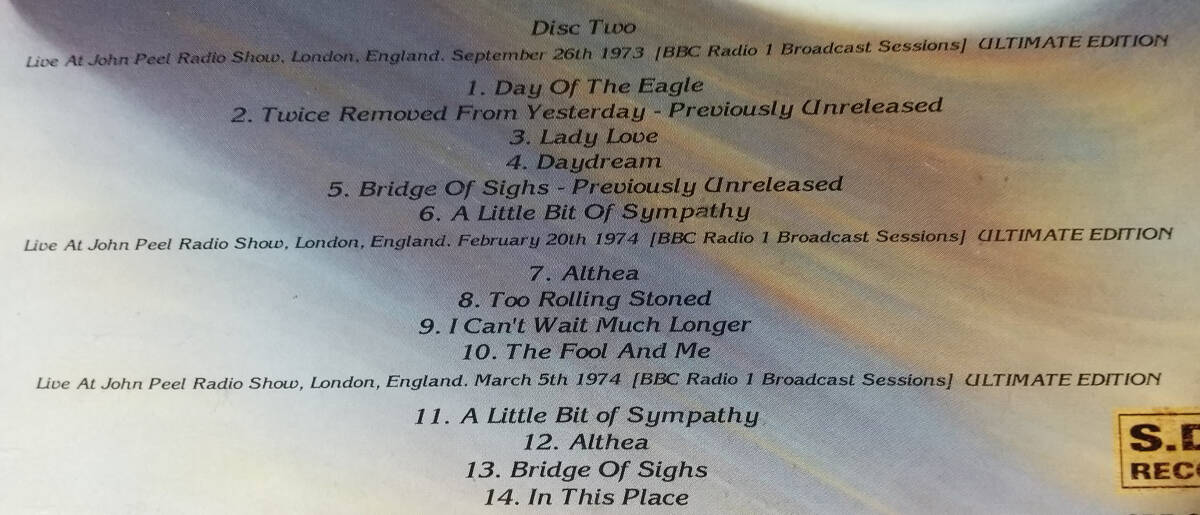 Disc Two
Live At John Peel Radio Show, London, England. September 26th 1973 [BBC Radio 1 Broadcast Sessions] ULTIMATE EDITION
1. Day Of The Eagle
2. Twice Removed From Yesterday - Previously Unreleased
3. Lady Love
4. Daydream
5. Bridge Of Sighs - Previously Unreleased
6. A Little Bit Of Sympathy
Live At John Peel Radio Show, London, England. February 20th 1974 [BBC Radio 1 Broadcast Sessions] ULTIMATE EDITION
7. Althea
8. Too Rolling Stoned
9. I Can't Wait Much Longer
10. The Fool And Me
Live At John Peel Radio Show, London, England. March 5th 1974 [BBC Radio 1 Broadcast Sessions] ULTIMATE EDITION
11. A Little Bit of Sympathy
12. Althea
13. Bridge Of Sighs
14. In This Place
S.D
REC